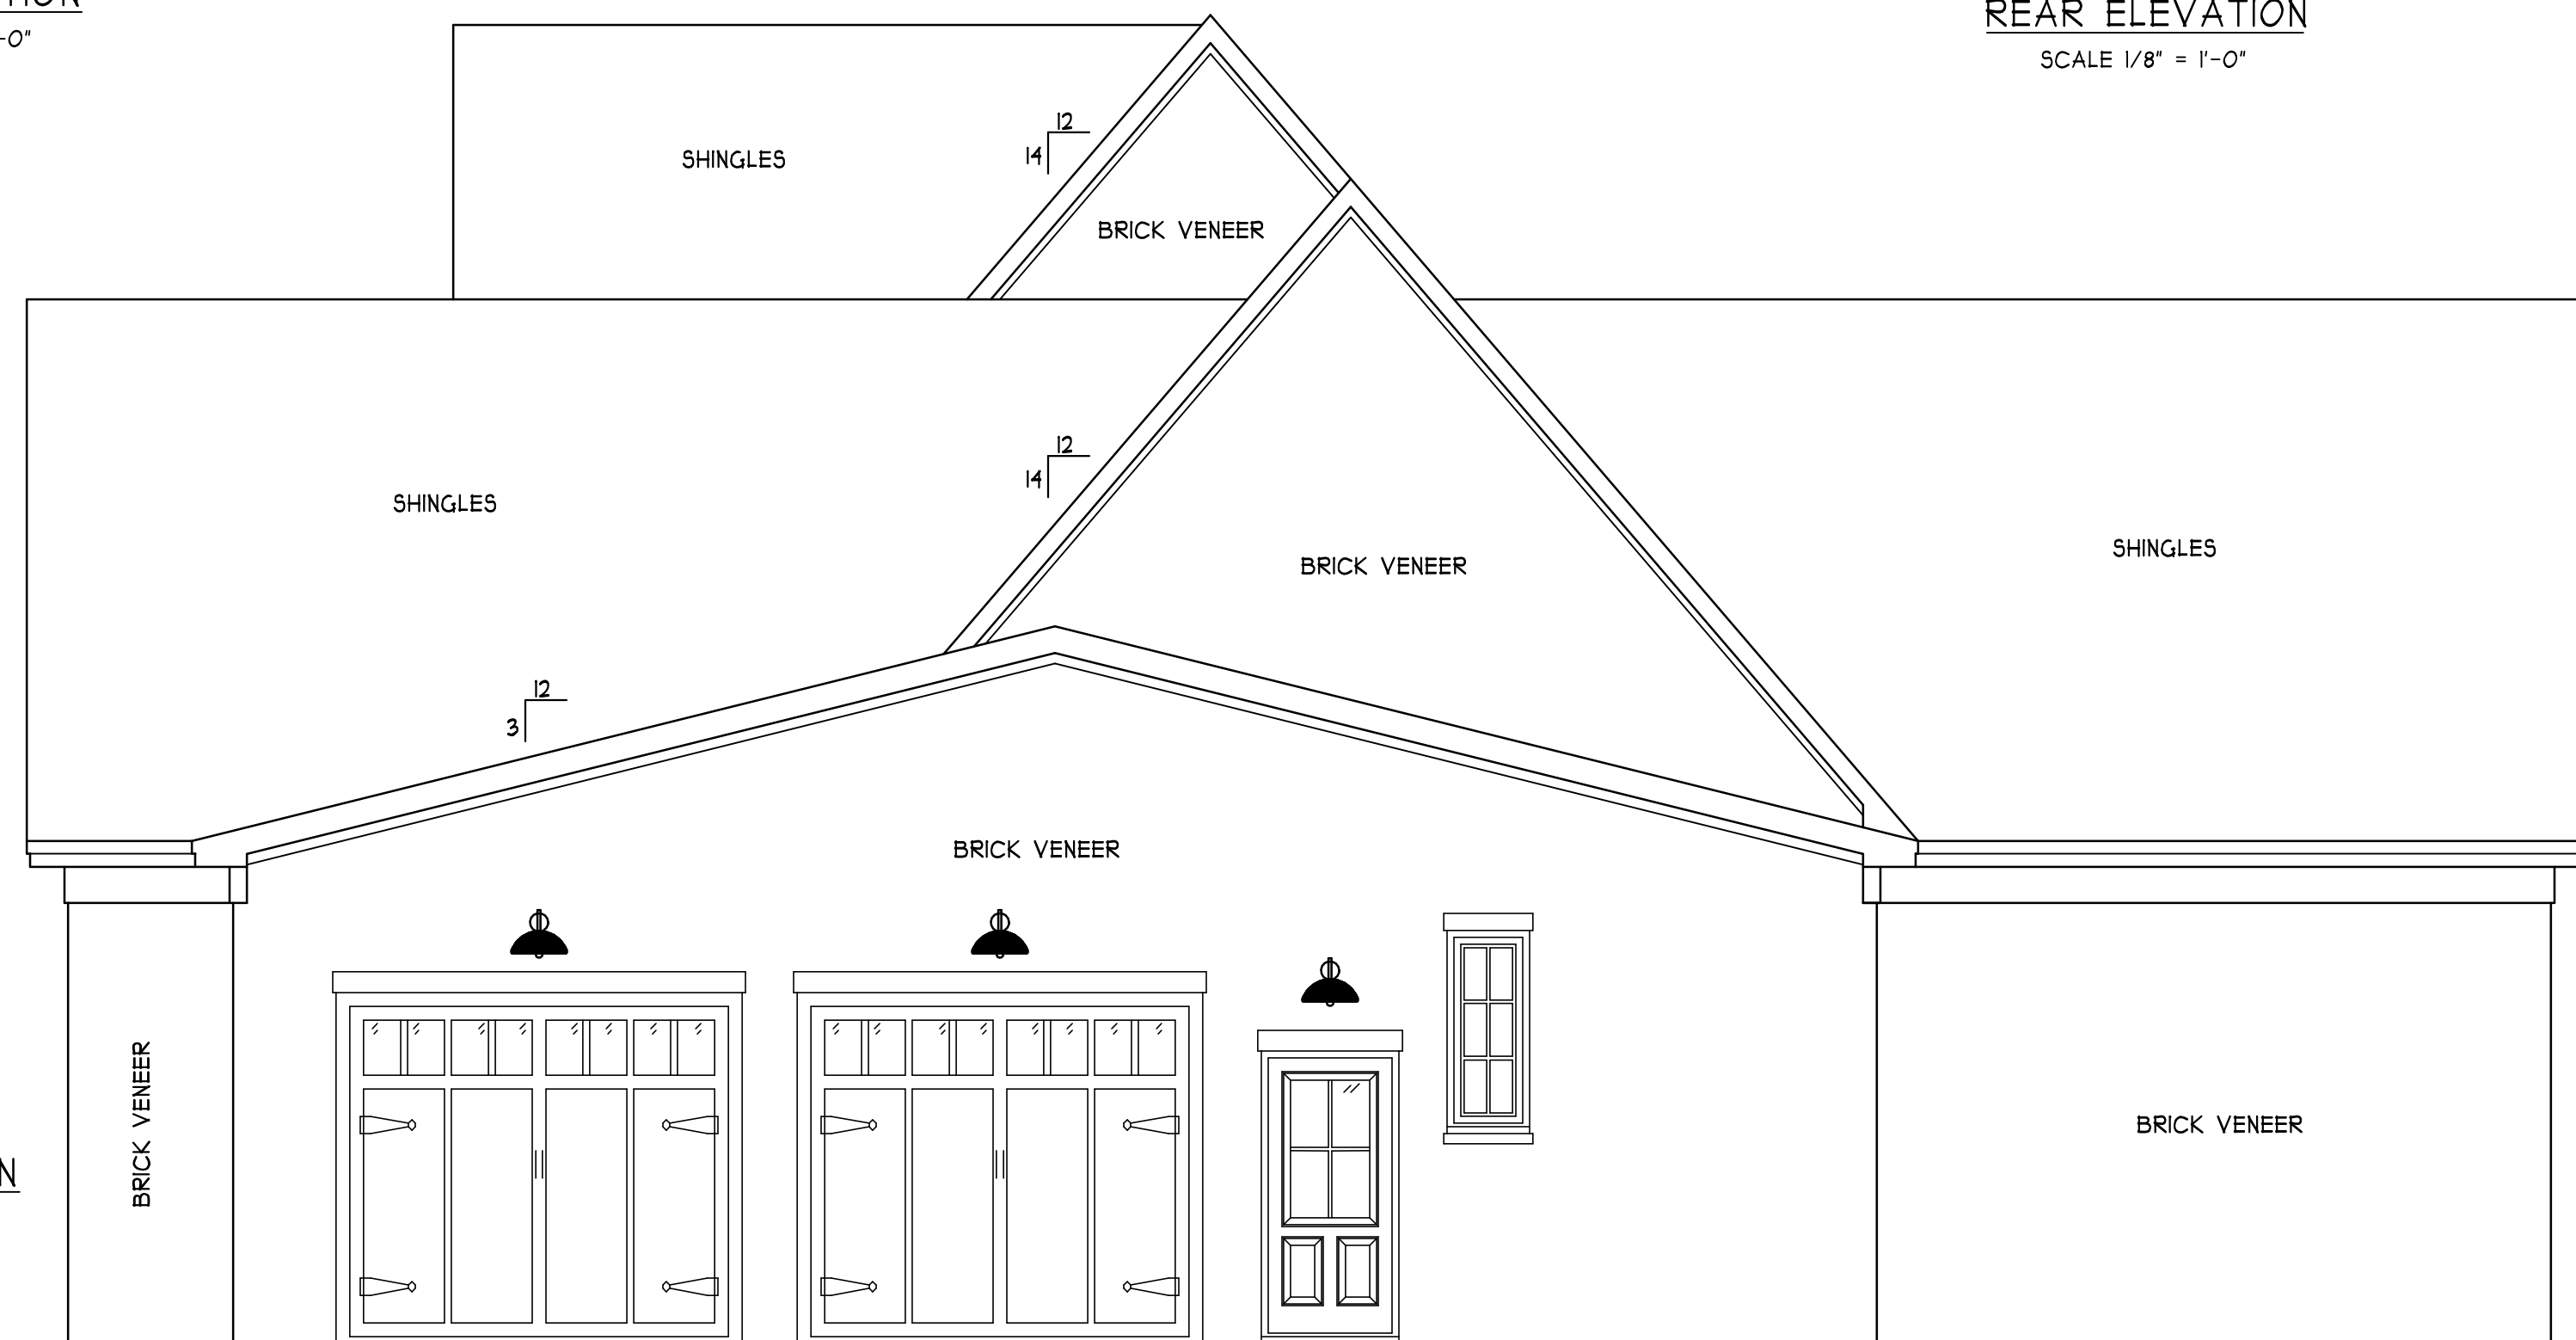 REAR ELEVATION
SCALE 1/8" = 1'-0"
-0"
12
14
SHINGLES
BRICK VENEER
12
14
SHINGLES
SHINGLES
BRICK VENEER
12
3
BRICK VENEER
BRICK VENEER
BRICK VENEER
N